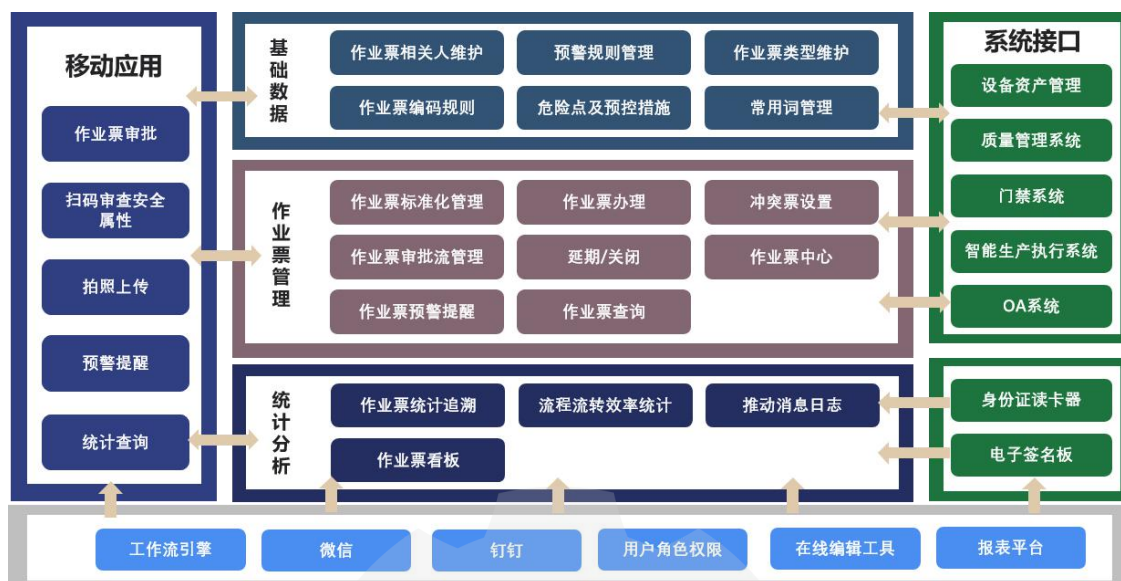 移动应用
作业票审批
扫码审查安全
属性
拍照上传
预警提醒
统计查询
基础数据
作业票相关人维护
预警规则管理
作业票类型维护
作业票编码规则
危险点及预控措施
常用词管理
作业票管理
作业票标准化管理
作业票办理
冲突票设置
作业票审批流管理
延期/关闭
作业票中心
作业票预警提醒
作业票查询
统计分析
作业票统计追溯
流程流转效率统计
推动消息日志
作业票看板
系统接口
设备资产管理
质量管理系统
门禁系统
智能生产执行系统
OA系统
身份证读卡器
电子签名板
工作流引擎
微信
钉钉
用户角色权限
在线编辑工具
报表平台